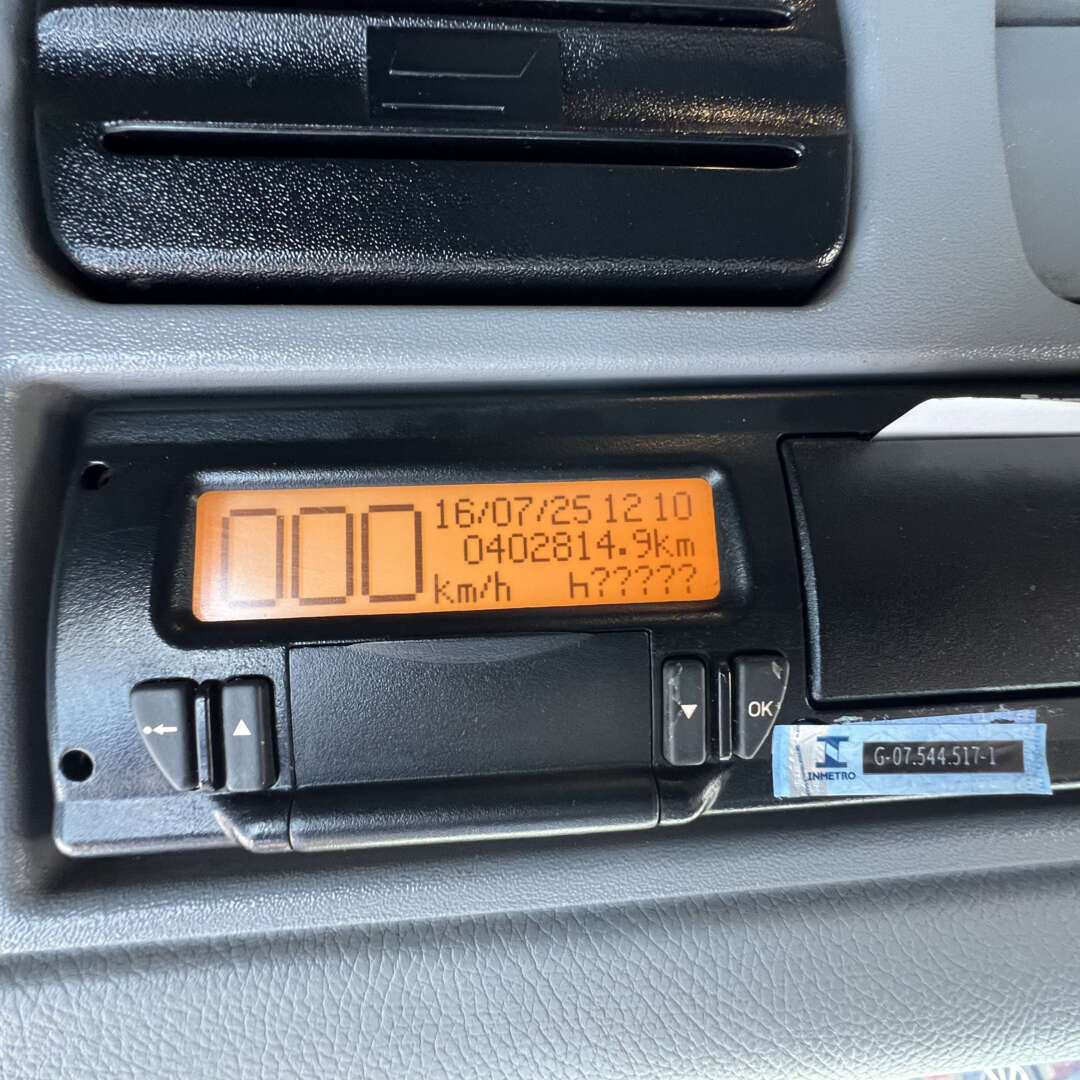 000
16/07/25 12 10
0402814.9km
km/h h?????
OK
INMETRO
G-07.544.517-1